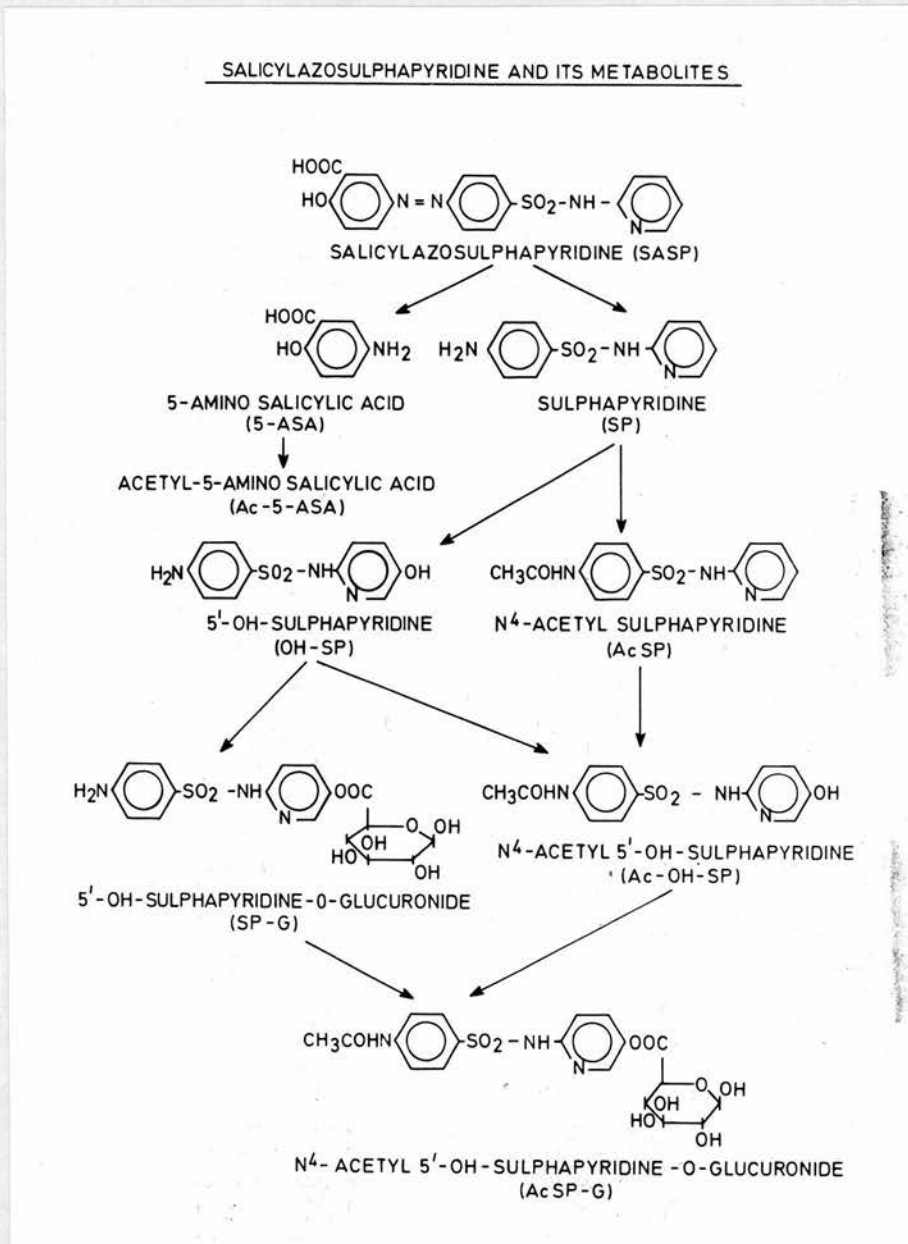 SALICYLAZOSULPHAPYRIDINE AND ITS METABOLITES
HOOC
HO N = N SO2-NH- N
SALICYLAZOSULPHAPYRIDINE (SASP)
HOOC
HO NH2 H2N SO2-NH N
5-AMINO SALICYLIC ACID
(5-ASA)
SULPHAPYRIDINE
(SP)
ACETYL-5-AMINO SALICYLIC ACID
(Ac-5-ASA)
H2N SO2-NH N OH
5'-OH-SULPHAPYRIDINE
(OH-SP)
CH3COHN SO2-NH N
N4-ACETYL SULPHAPYRIDINE
(AcSP)
H2N SO2-NH N OOC
O OH
HO OH
OH
5'-OH-SULPHAPYRIDINE-O-GLUCURONIDE
(SP-G)
CH3COHN SO2 - NH N OH
N4-ACETYL 5'-OH-SULPHAPYRIDINE
(Ac-OH-SP)
CH3COHN SO2-NH N OOC
O OH
HO OH
OH
N4-ACETYL 5'-OH-SULPHAPYRIDINE-O-GLUCURONIDE
(AcSP-G)